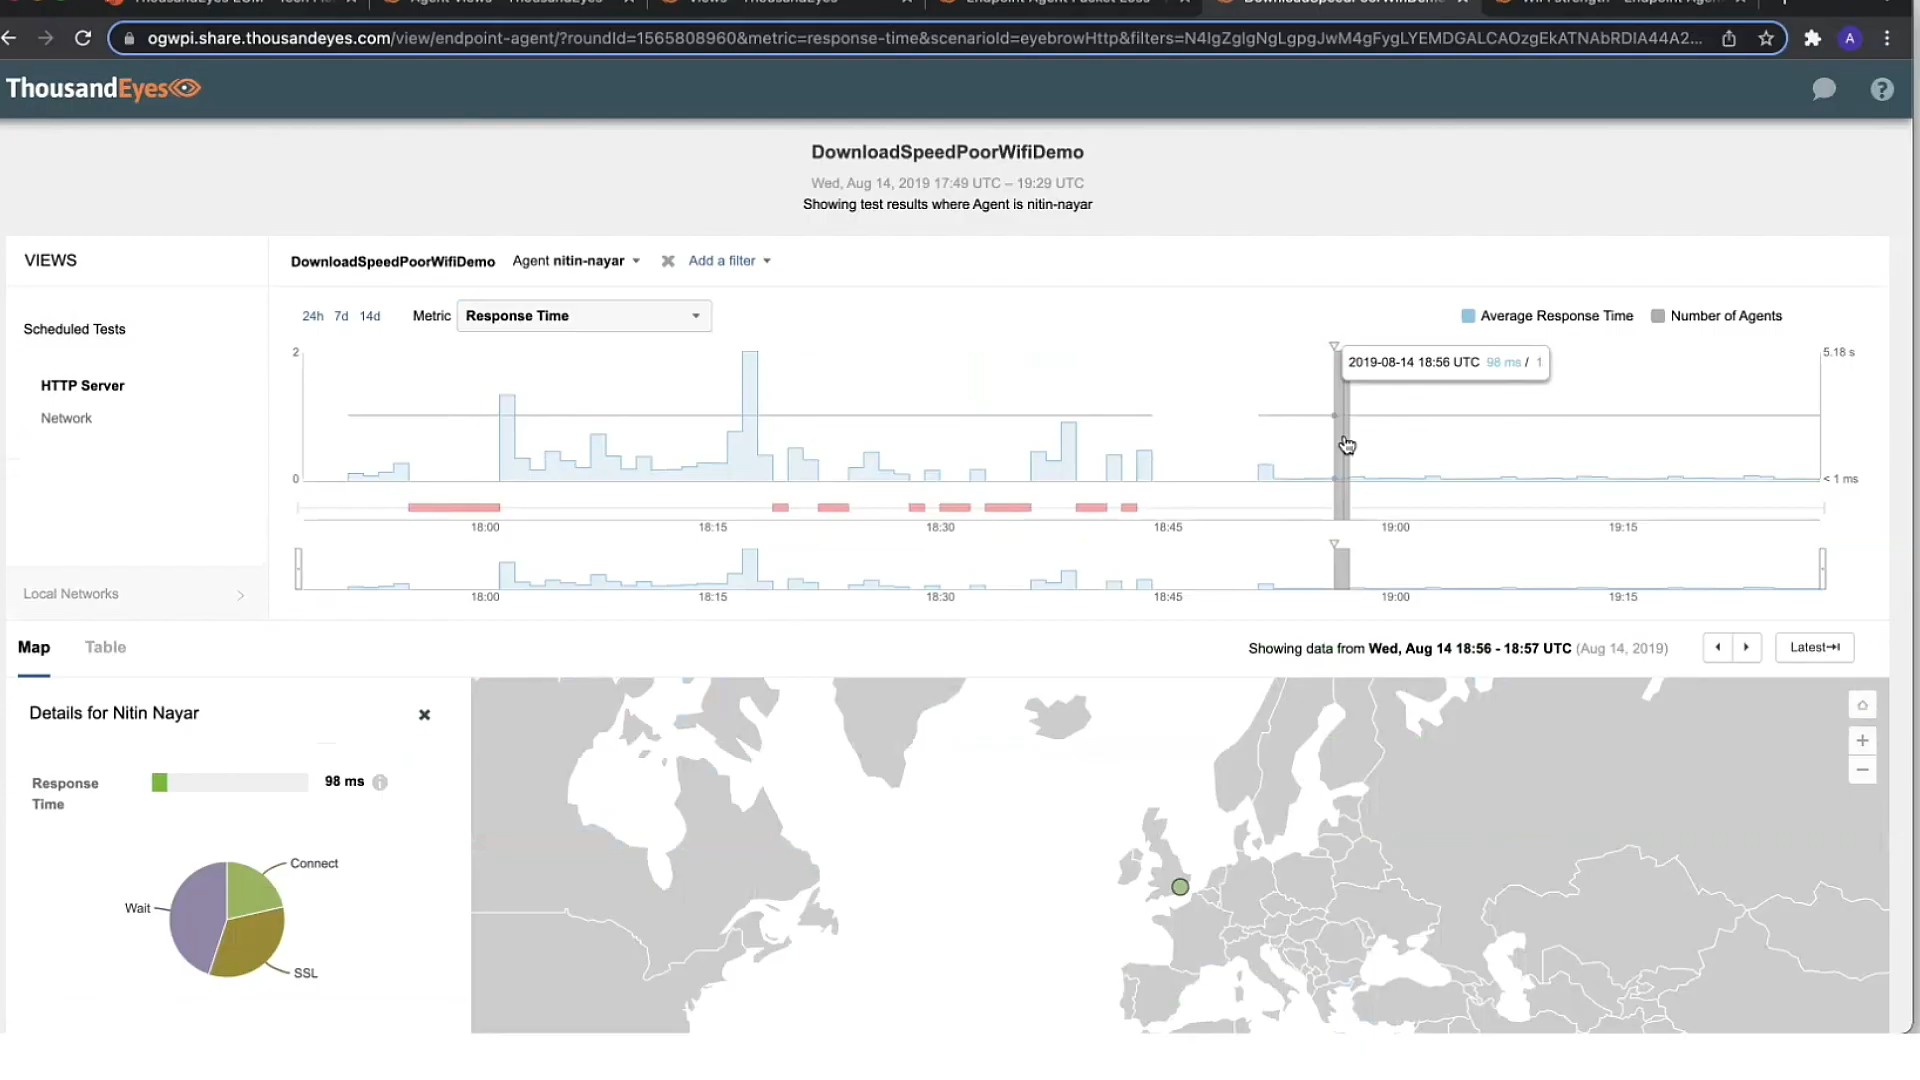 ogwpi.share.thousandeyes.com/view/endpoint-agent/?roundId=1565808960&metric=response-time&scenarioId=eyebrowHttp&filters=N4IgZgIgNgLgpgJwM4gFygLYEMDGALCAOzgEkATNAbRDIA44A2...
A
ThousandEyes
?
DownloadSpeedPoorWifiDemo
Wed, Aug 14, 2019 17:49 UTC – 19:29 UTC
Showing test results where Agent is nitin-nayar
VIEWS
DownloadSpeedPoorWifiDemo Agent nitin-nayar Add a filter
Scheduled Tests
24h 7d 14d Metric Response Time
Average Response Time Number of Agents
HTTP Server
Network
2
2019-08-14 18:56 UTC 98 ms / 1
5.18 s
0
< 1 ms
18:00 18:15 18:30 18:45 19:00 19:15
18:00 18:15 18:30 18:45 19:00 19:15
Local Networks
Map Table
Showing data from Wed, Aug 14 18:56 - 18:57 UTC (Aug 14, 2019)
Latest
Details for Nitin Nayar
Response Time
98 ms
Connect
Wait
SSL